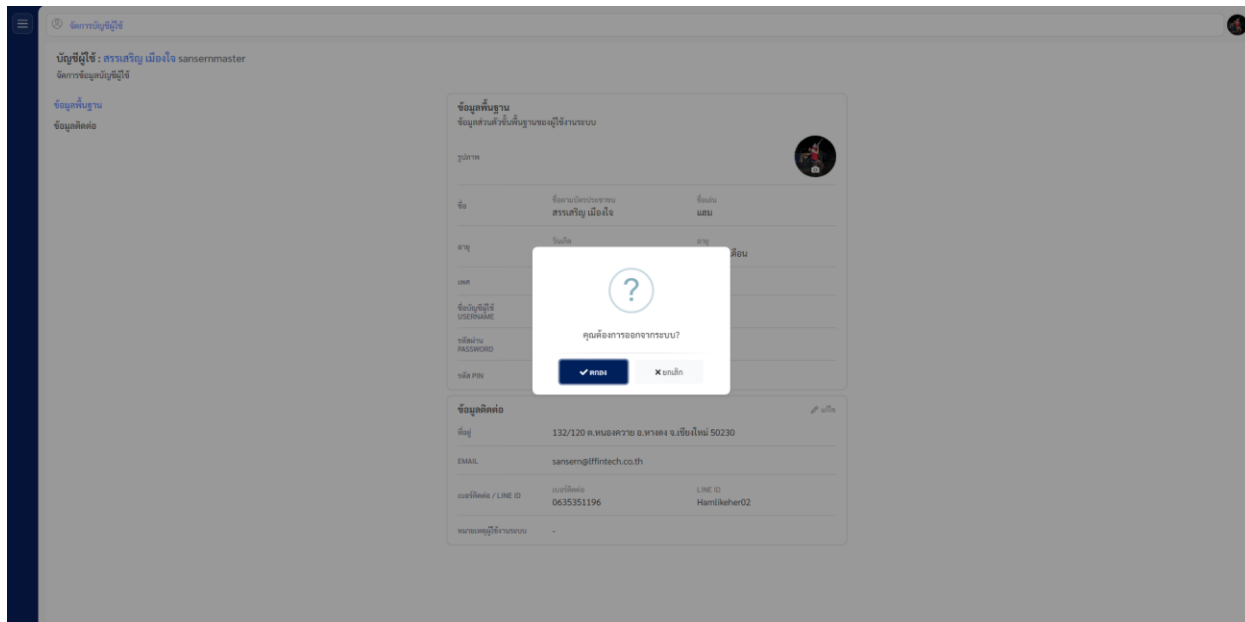 จัดการบัญชีผู้ใช้
บัญชีผู้ใช้ : สรรเสริญ เมืองใจ sansernmaster
จัดการข้อมูลบัญชีผู้ใช้
ข้อมูลพื้นฐาน
ข้อมูลติดต่อ
ข้อมูลพื้นฐาน
ข้อมูลส่วนตัวขั้นพื้นฐานของผู้ใช้งานระบบ
รูปภาพ
ชื่อ
ชื่อตามบัตรประชาชน
สรรเสริญ เมืองใจ
ชื่อเล่น
แฮม
อายุ
วันเกิด
อายุ
เดือน
เพศ
ชื่อบัญชีผู้ใช้
USERNAME
รหัสผ่าน
PASSWORD
รหัส PIN
คุณต้องการออกจากระบบ?
ตกลง
ยกเลิก
ข้อมูลติดต่อ
แก้ไข
ที่อยู่
132/120 ต.หนองควาย อ.หางดง จ.เชียงใหม่ 50230
EMAIL
sansern@lffintech.co.th
เบอร์ติดต่อ / LINE ID
เบอร์ติดต่อ
0635351196
LINE ID
Hamlikeher02
หมายเหตุผู้ใช้งานระบบ
-